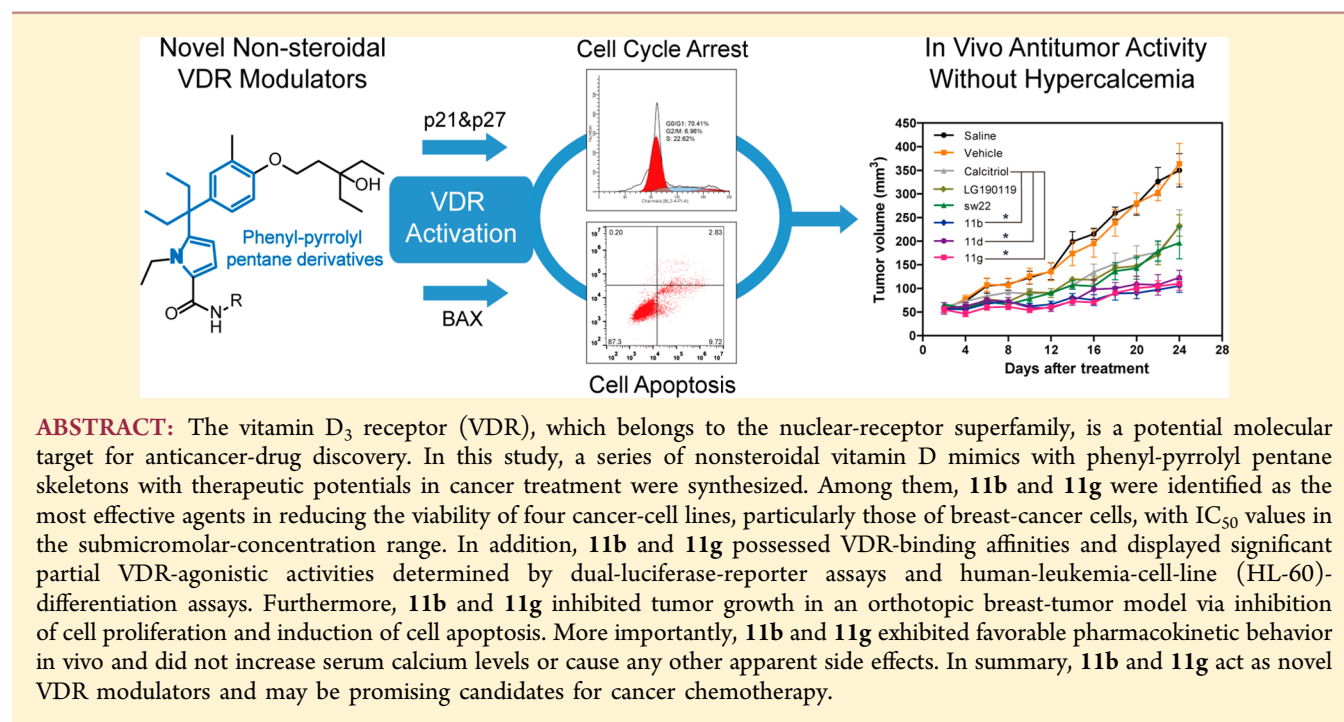 Novel Non-steroidal
VDR Modulators
Cell Cycle Arrest
In Vivo Antitumor Activity
Without Hypercalcemia
O
OH
N
O
N
H
R
Phenyl-pyrrolyl
pentane derivatives
p21&p27
VDR
Activation
BAX
G0/G1: 70.41%
G2/M: 6.96%
S: 22.62%
0.20
2.83
87.3
9.72
10⁷
10⁶
10⁵
10⁴
10³
10²
10² 10³ 10⁴ 10⁵ 10⁶ 10⁷
Cell Apoptosis
Tumor volume (mm³)
450
400
350
300
250
200
150
100
50
0
0 4 8 12 16 20 24 28
Days after treatment
Saline
Vehicle
Calcitriol
LG190119
sw22
11b *
11d *
11g *
ABSTRACT: The vitamin D₃ receptor (VDR), which belongs to the nuclear-receptor superfamily, is a potential molecular
target for anticancer-drug discovery. In this study, a series of nonsteroidal vitamin D mimics with phenyl-pyrrolyl pentane
skeletons with therapeutic potentials in cancer treatment were synthesized. Among them, 11b and 11g were identified as the
most effective agents in reducing the viability of four cancer-cell lines, particularly those of breast-cancer cells, with IC₅₀ values in
the submicromolar-concentration range. In addition, 11b and 11g possessed VDR-binding affinities and displayed significant
partial VDR-agonistic activities determined by dual-luciferase-reporter assays and human-leukemia-cell-line (HL-60)-
differentiation assays. Furthermore, 11b and 11g inhibited tumor growth in an orthotopic breast-tumor model via inhibition
of cell proliferation and induction of cell apoptosis. More importantly, 11b and 11g exhibited favorable pharmacokinetic behavior
in vivo and did not increase serum calcium levels or cause any other apparent side effects. In summary, 11b and 11g act as novel
VDR modulators and may be promising candidates for cancer chemotherapy.